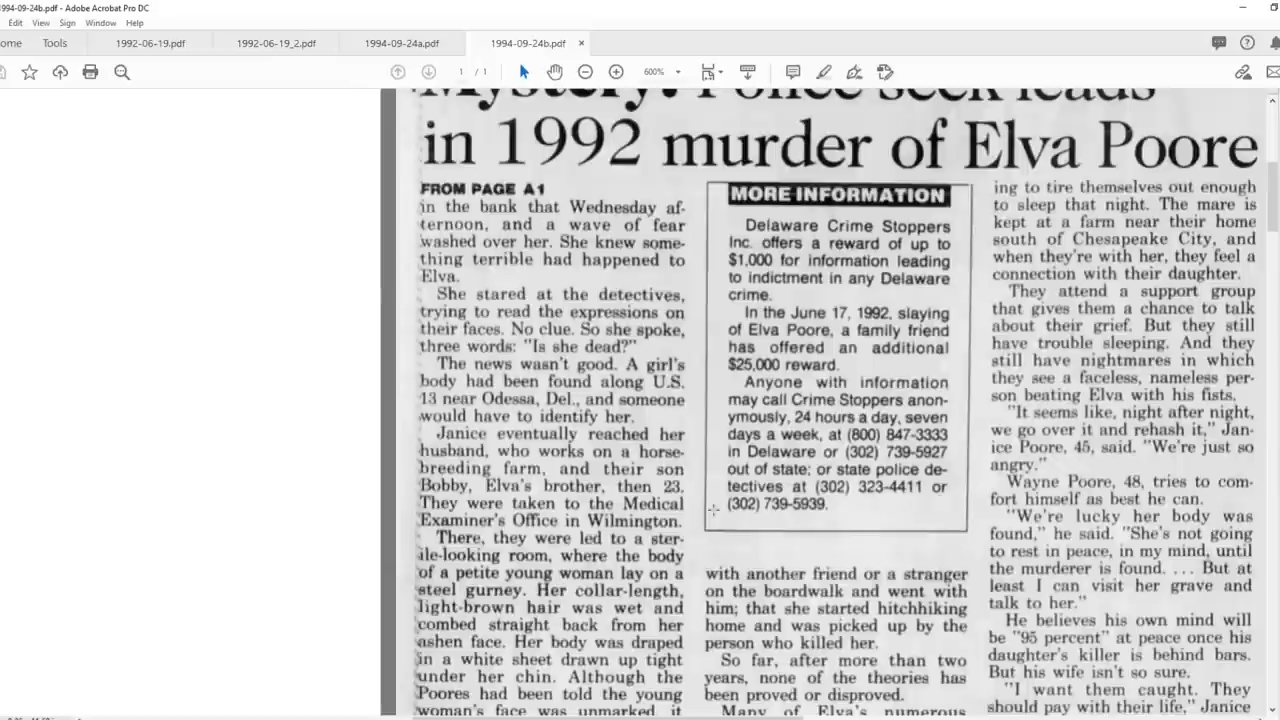 1994-09-24b.pdf - Adobe Acrobat Pro DC
Edit View Sign Window Help
ome Tools 1992-06-19.pdf 1992-06-19_2.pdf 1994-09-24a.pdf 1994-09-24b.pdf ×
1 / 1 600%
Mystery: Police seek leads
in 1992 murder of Elva Poore
FROM PAGE A1
in the bank that Wednesday af-
ternoon, and a wave of fear
washed over her. She knew some-
thing terrible had happened to
Elva.
She stared at the detectives,
trying to read the expressions on
their faces. No clue. So she spoke,
three words: "Is she dead?"
The news wasn't good. A girl's
body had been found along U.S.
13 near Odessa, Del., and someone
would have to identify her.
Janice eventually reached her
husband, who works on a horse-
breeding farm, and their son
Bobby, Elva's brother, then 23.
They were taken to the Medical
Examiner's Office in Wilmington.
There, they were led to a ster-
ile-looking room, where the body
of a petite young woman lay on a
steel gurney. Her collar-length,
light-brown hair was wet and
combed straight back from her
ashen face. Her body was draped
in a white sheet drawn up tight
under her chin. Although the
Poores had been told the young
woman's face was unmarked it
MORE INFORMATION
Delaware Crime Stoppers
Inc. offers a reward of up to
$1,000 for information leading
to indictment in any Delaware
crime.
In the June 17, 1992, slaying
of Elva Poore, a family friend
has offered an additional
$25,000 reward.
Anyone with information
may call Crime Stoppers anon-
ymously, 24 hours a day, seven
days a week, at (800) 847-3333
in Delaware or (302) 739-5927
out of state; or state police de-
tectives at (302) 323-4411 or
(302) 739-5939.
with another friend or a stranger
on the boardwalk and went with
him; that she started hitchhiking
home and was picked up by the
person who killed her.
So far, after more than two
years, none of the theories has
been proved or disproved.
Many of Elva's numerous
ing to tire themselves out enough
to sleep that night. The mare is
kept at a farm near their home
south of Chesapeake City, and
when they're with her, they feel a
connection with their daughter.
They attend a support group
that gives them a chance to talk
about their grief. But they still
have trouble sleeping. And they
still have nightmares in which
they see a faceless, nameless per-
son beating Elva with his fists.
"It seems like, night after night,
we go over it and rehash it," Jan-
ice Poore, 45, said. "We're just so
angry."
Wayne Poore, 48, tries to com-
fort himself as best he can.
"We're lucky her body was
found," he said. "She's not going
to rest in peace, in my mind, until
the murderer is found. . . . But at
least I can visit her grave and
talk to her."
He believes his own mind will
be "95 percent" at peace once his
daughter's killer is behind bars.
But his wife isn't so sure.
"I want them caught. They
should pay with their life," Janice